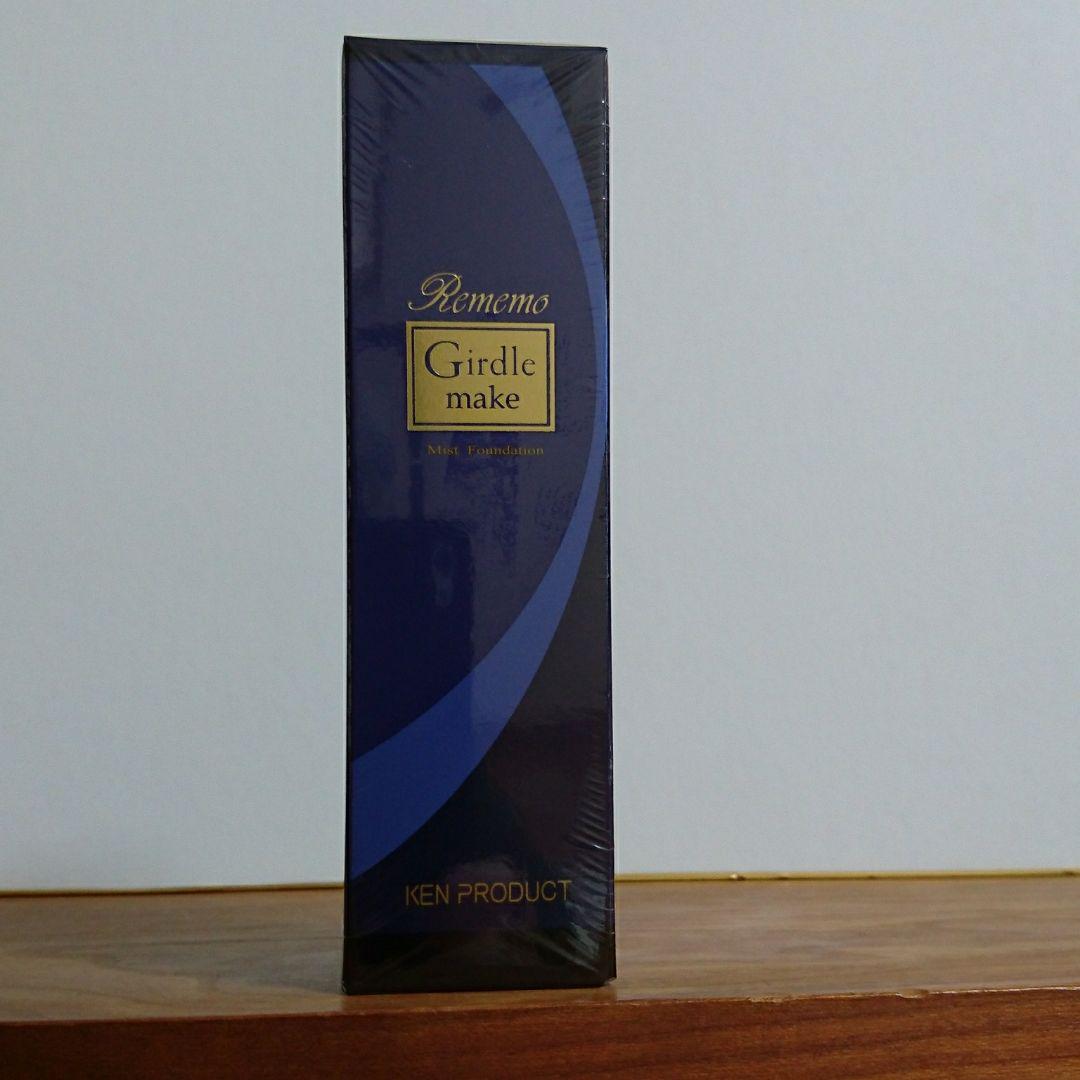 Rememo
Girdle
make
Mist Foundation
KEN PRODUCT